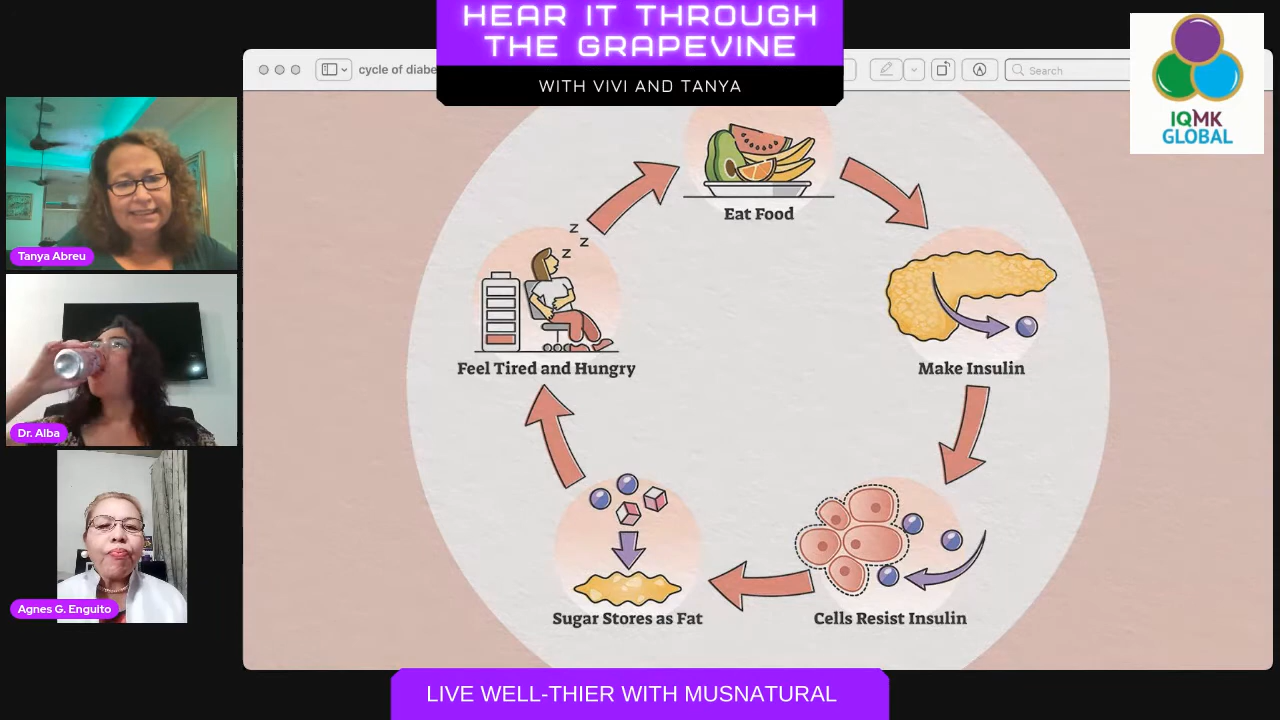 HEAR IT THROUGH
THE GRAPEVINE
WITH VIVI AND TANYA
IQMK
GLOBAL
cycle of diabe
Search
Tanya Abreu
Dr. Alba
Agnes G. Enguito
Eat Food
Make Insulin
Cells Resist Insulin
Sugar Stores as Fat
Feel Tired and Hungry
z
z
z
LIVE WELL-THIER WITH MUSNATURAL